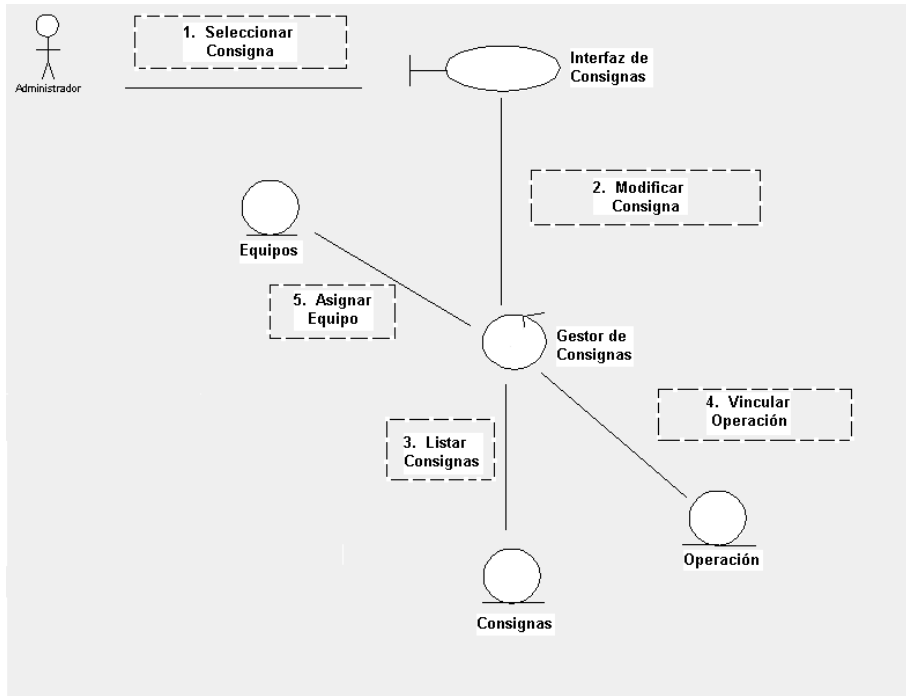 1. Seleccionar
Consigna
Administrador
Interfaz de
Consignas
2. Modificar
Consigna
Equipos
5. Asignar
Equipo
Gestor de
Consignas
4. Vincular
Operación
3. Listar
Consignas
Operación
Consignas